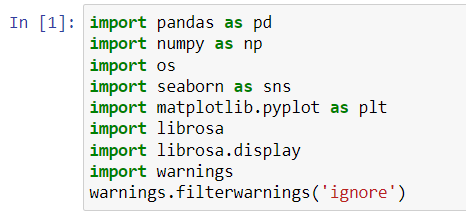 In [1]: import pandas as pd
import numpy as np
import os
import seaborn as sns
import matplotlib.pyplot as plt
import librosa
import librosa.display
import warnings
warnings.filterwarnings('ignore')